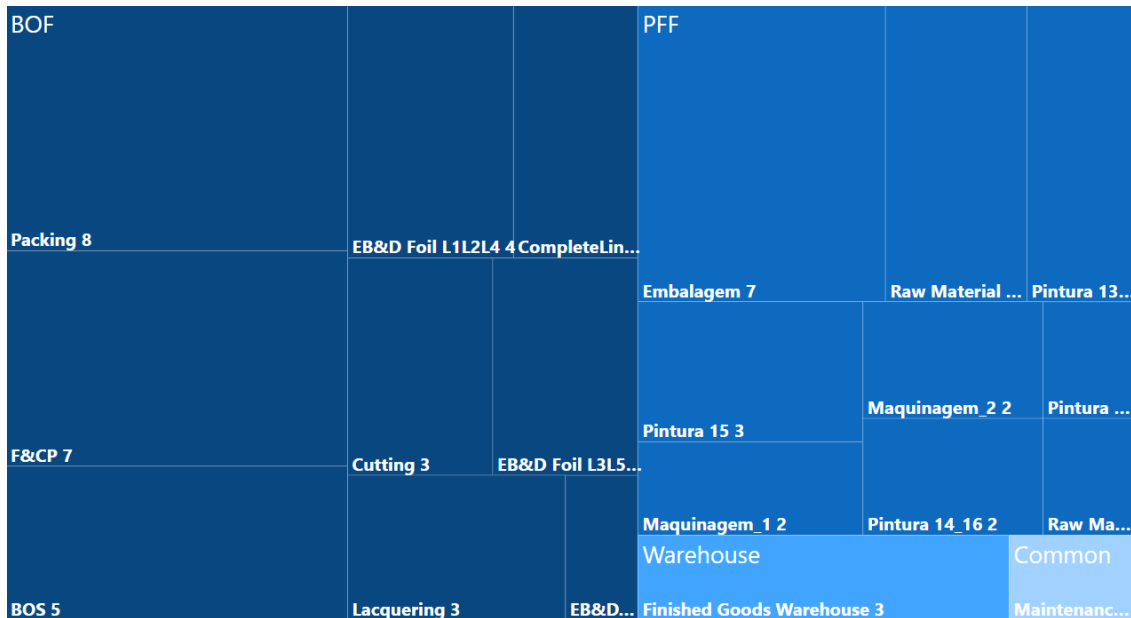 BOF
Packing 8
F&CP 7
BOS 5
EB&D Foil L1L2L4 4
CompleteLin...
Cutting 3
EB&D Foil L3L5...
Lacquering 3
EB&D...
PFF
Embalagem 7
Raw Material ...
Pintura 13...
Pintura 15 3
Maquinagem_2 2
Pintura ...
Maquinagem_1 2
Pintura 14_16 2
Raw Ma...
Warehouse
Finished Goods Warehouse 3
Common
Maintenanc...